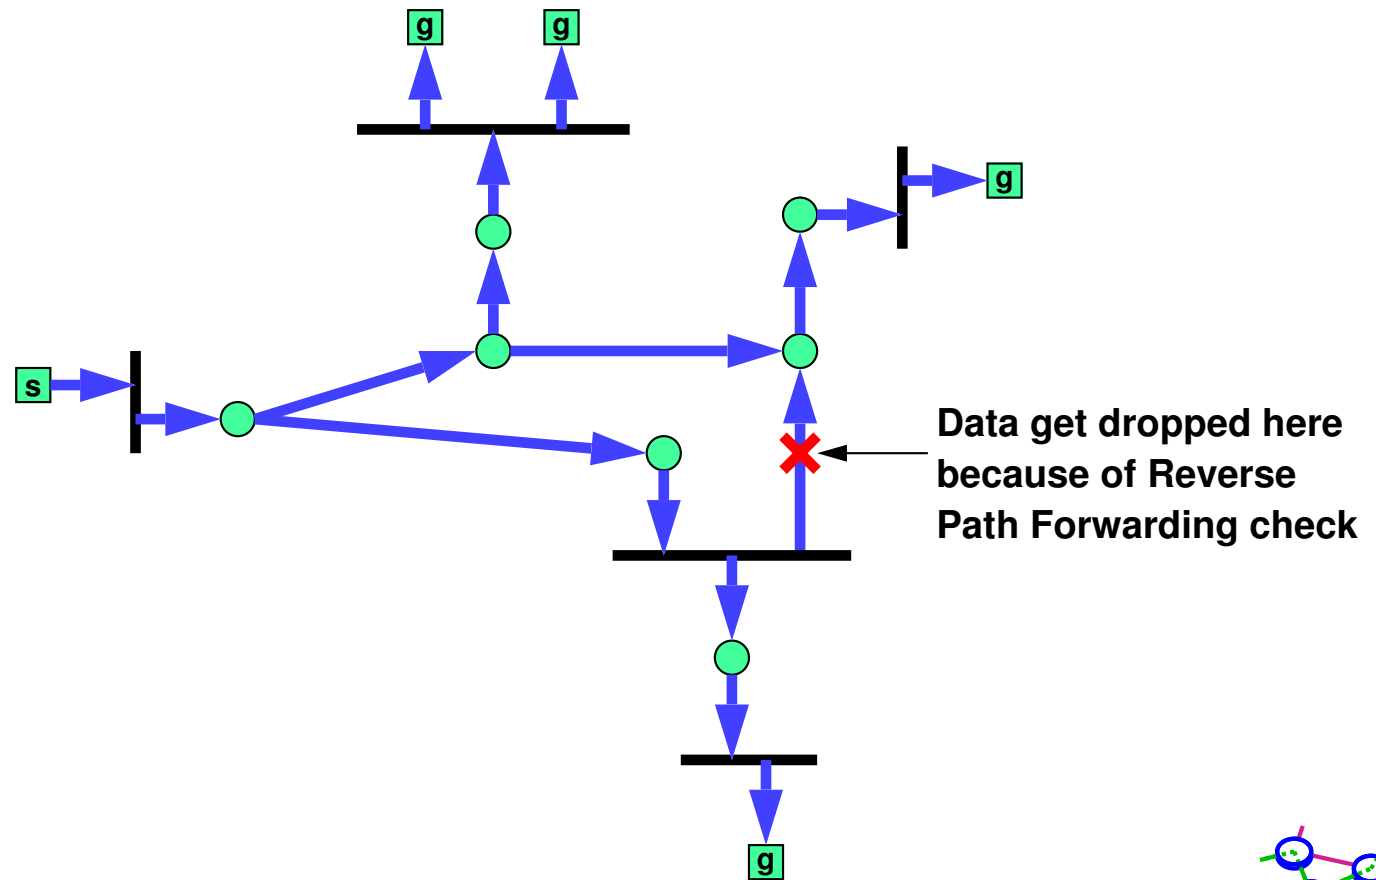 g g
g
s
Data get dropped here
because of Reverse
Path Forwarding check
g